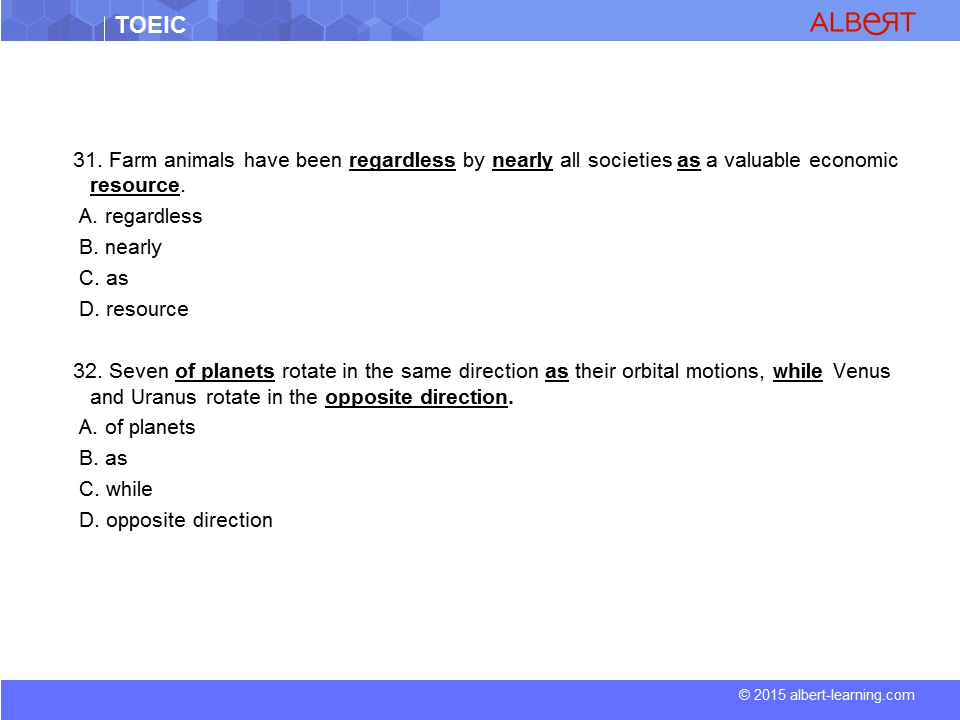 TOEIC
ALBERT
31. Farm animals have been regardless by nearly all societies as a valuable economic
resource.
A. regardless
B. nearly
C. as
D. resource
32. Seven of planets rotate in the same direction as their orbital motions, while Venus
and Uranus rotate in the opposite direction.
A. of planets
B. as
C. while
D. opposite direction
© 2015 albert-learning.com